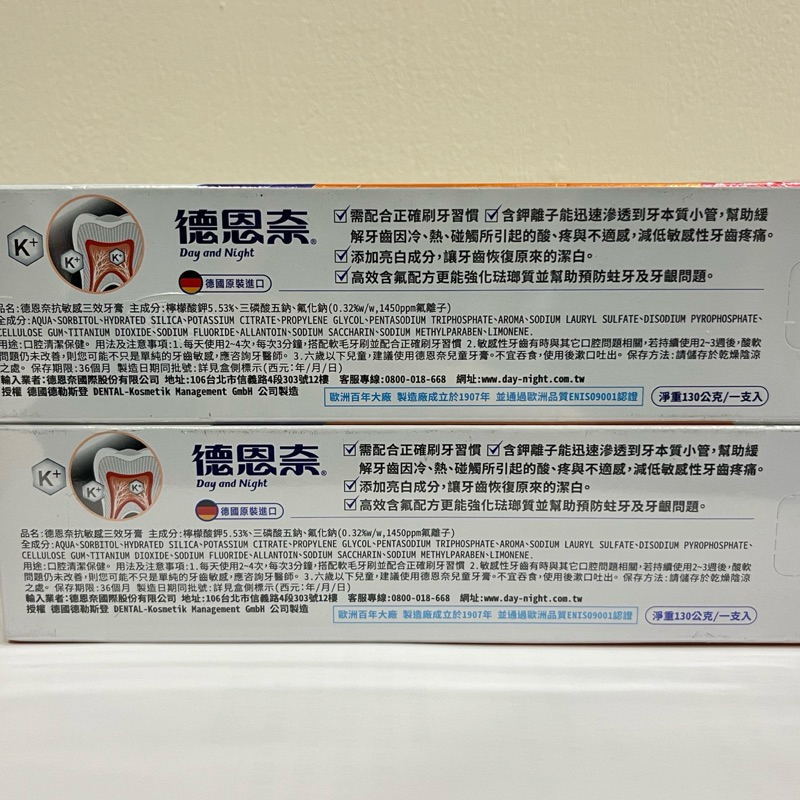 K+
K+
K+
德恩奈®
Day and Night
德國原裝進口
☑需配合正確刷牙習慣 ☑含鉀離子能迅速滲透到牙本質小管，幫助緩
解牙齒因冷、熱、碰觸所引起的酸、疼與不適感，減低敏感性牙齒疼痛。
☑添加亮白成分，讓牙齒恢復原來的潔白。
☑高效含氟配方更能強化琺瑯質並幫助預防蛀牙及牙齦問題。
品名:德恩奈抗敏感三效牙膏 主成分:檸檬酸鉀5.53%、三磷酸五鈉、氟化鈉(0.32%w/w,1450ppm氟離子)
全成分:AQUA、SORBITOL、HYDRATED SILICA、POTASSIUM CITRATE、PROPYLENE GLYCOL、PENTASODIUM TRIPHOSPHATE、AROMA、SODIUM LAURYL SULFATE、DISODIUM PYROPHOSPHATE、
CELLULOSE GUM、TITANIUM DIOXIDE、SODIUM FLUORIDE、ALLANTOIN、SODIUM SACCHARIN、SODIUM METHYLPARABEN、LIMONENE.
用途:口腔清潔保健。 用法及注意事項:1.每天使用2~4次,每次3分鐘,搭配軟毛牙刷並配合正確刷牙習慣 2.敏感性牙齒有時與其它口腔問題相關,若持續使用2~3週後,酸軟
問題仍未改善,則您可能不只是單純的牙齒敏感,應咨詢牙醫師。 3.六歲以下兒童,建議使用德恩奈兒童牙膏。不宜吞食,使用後漱口吐出。 保存方法:請儲存於乾燥陰涼
之處。 保存期限:36個月 製造日期同批號:詳見盒側標示(西元:年/月/日)
輸入業者:德恩奈國際股份有限公司 地址:106台北市信義路4段303號12樓 客服專線:0800-018-668 網址:www.day-night.com.tw
授權 德國德勒斯登 DENTAL-Kosmetik Management GmbH 公司製造
歐洲百年大廠 製造廠成立於1907年 並通過歐洲品質ENIS09001認證
淨重130公克/一支入
K+
K+
K+
德恩奈®
Day and Night
德國原裝進口
☑需配合正確刷牙習慣 ☑含鉀離子能迅速滲透到牙本質小管，幫助緩
解牙齒因冷、熱、碰觸所引起的酸、疼與不適感，減低敏感性牙齒疼痛。
☑添加亮白成分，讓牙齒恢復原來的潔白。
☑高效含氟配方更能強化琺瑯質並幫助預防蛀牙及牙齦問題。
品名:德恩奈抗敏感三效牙膏 主成分:檸檬酸鉀5.53%、三磷酸五鈉、氟化鈉(0.32%w/w,1450ppm氟離子)
全成分:AQUA、SORBITOL、HYDRATED SILICA、POTASSIUM CITRATE、PROPYLENE GLYCOL、PENTASODIUM TRIPHOSPHATE、AROMA、SODIUM LAURYL SULFATE、DISODIUM PYROPHOSPHATE、
CELLULOSE GUM、TITANIUM DIOXIDE、SODIUM FLUORIDE、ALLANTOIN、SODIUM SACCHARIN、SODIUM METHYLPARABEN、LIMONENE.
用途:口腔清潔保健。 用法及注意事項:1.每天使用2~4次,每次3分鐘,搭配軟毛牙刷並配合正確刷牙習慣 2.敏感性牙齒有時與其它口腔問題相關,若持續使用2~3週後,酸軟
問題仍未改善,則您可能不只是單純的牙齒敏感,應咨詢牙醫師。 3.六歲以下兒童,建議使用德恩奈兒童牙膏。不宜吞食,使用後漱口吐出。 保存方法:請儲存於乾燥陰涼
之處。 保存期限:36個月 製造日期同批號:詳見盒側標示(西元:年/月/日)
輸入業者:德恩奈國際股份有限公司 地址:106台北市信義路4段303號12樓 客服專線:0800-018-668 網址:www.day-night.com.tw
授權 德國德勒斯登 DENTAL-Kosmetik Management GmbH 公司製造
歐洲百年大廠 製造廠成立於1907年 並通過歐洲品質ENIS09001認證
淨重130公克/一支入